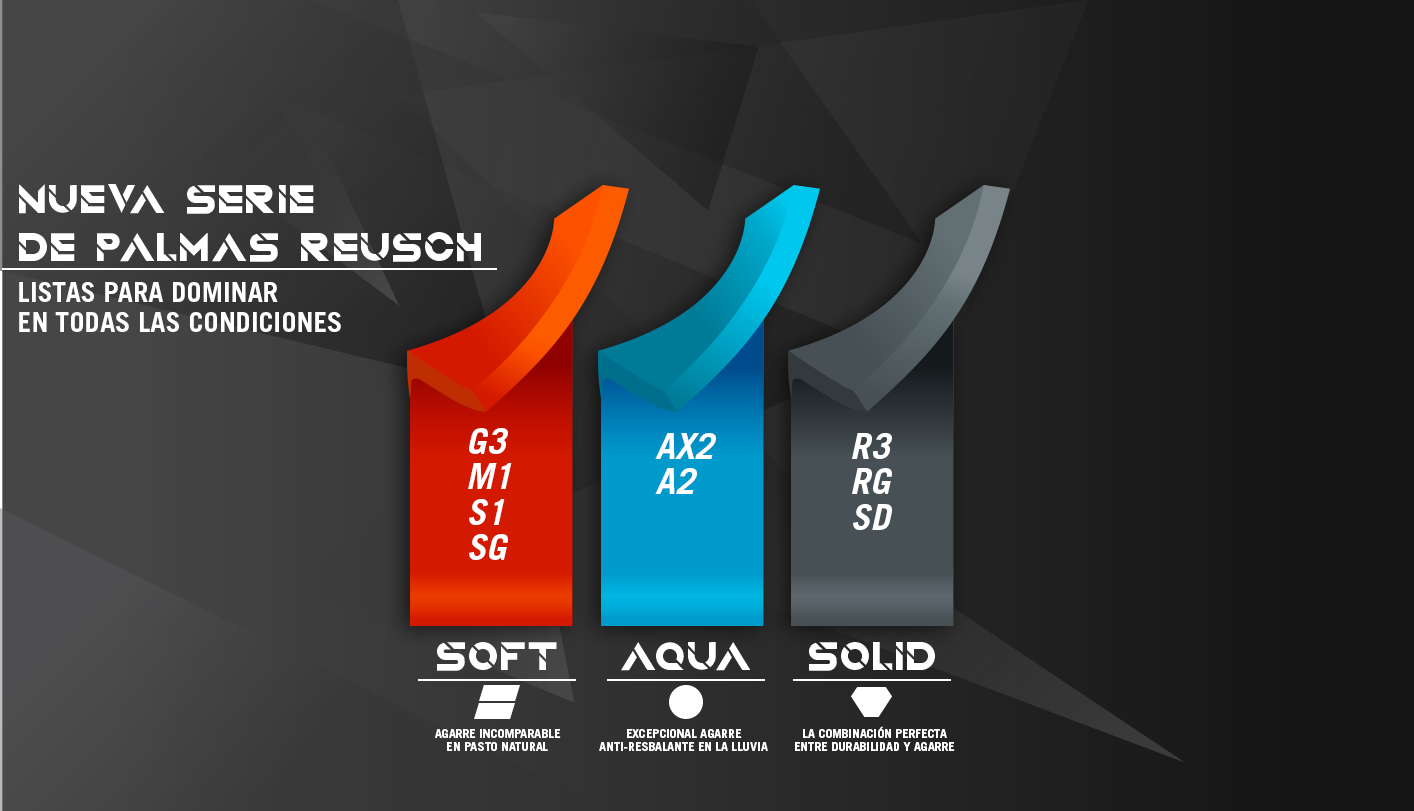 NUEVA SERIE
DE PALMAS REUSCH
LISTAS PARA DOMINAR
EN TODAS LAS CONDICIONES
G3
M1
S1
SG
AX2
A2
R3
RG
SD
SOFT
AGARRE INCOMPARABLE
EN PASTO NATURAL
AQUA
EXCEPCIONAL AGARRE
ANTI-RESBALANTE EN LA LLUVIA
SOLID
LA COMBINACIÓN PERFECTA
ENTRE DURABILIDAD Y AGARRE